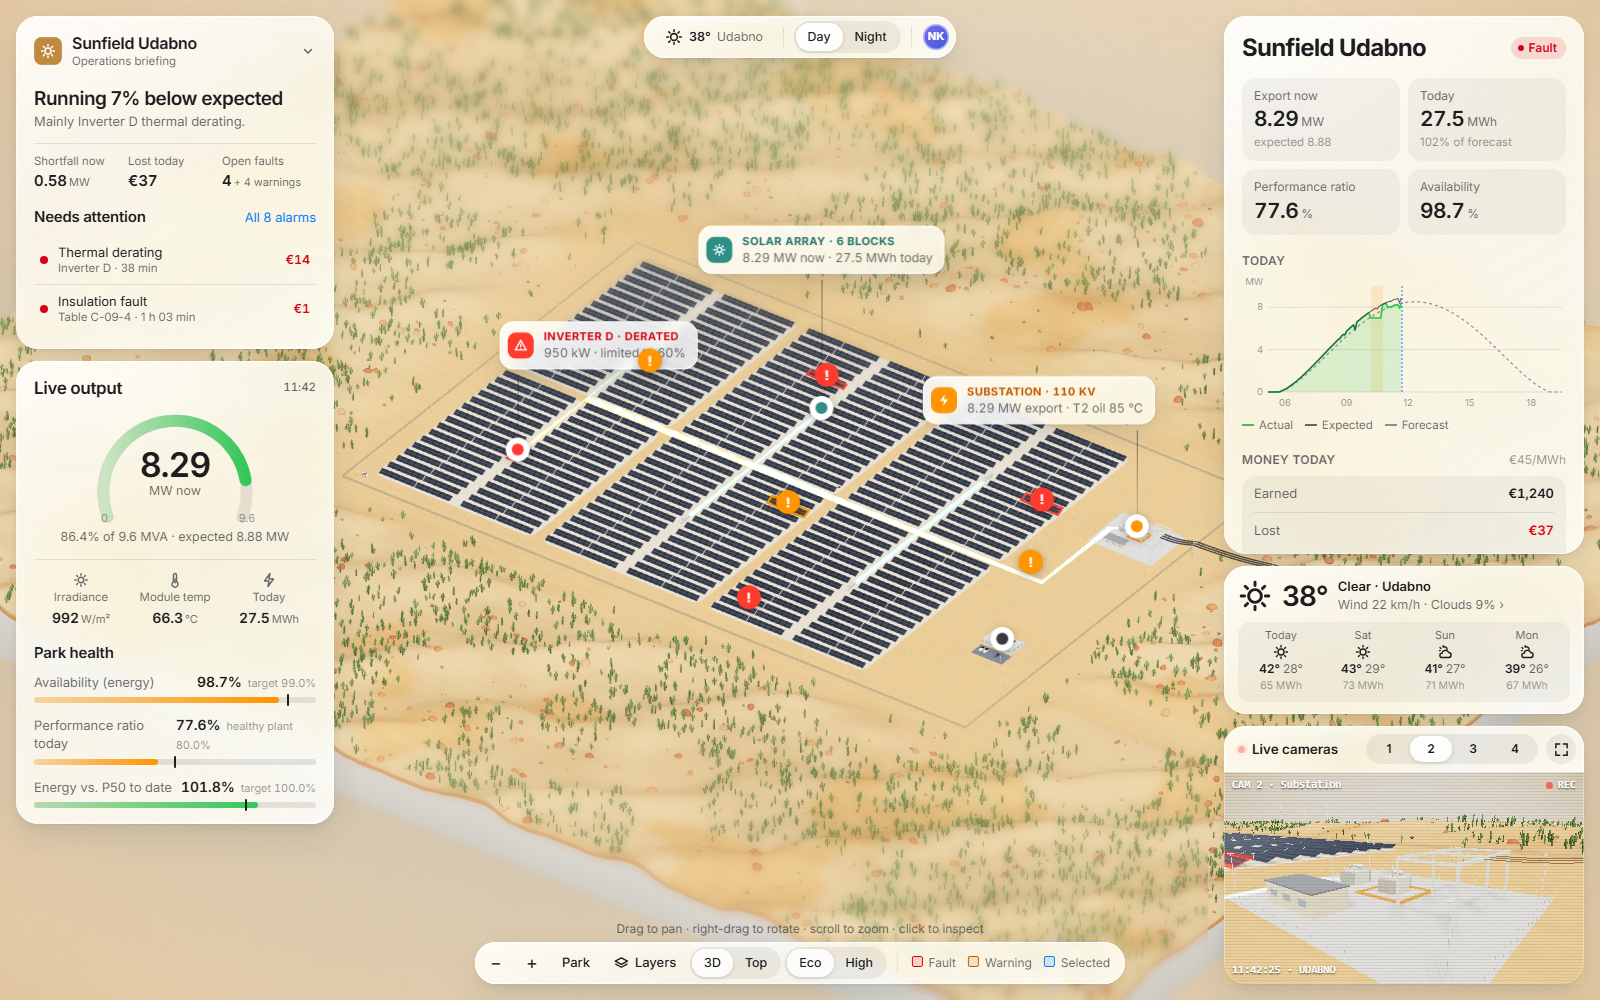 Sunfield Udabno
Operations briefing
Running 7% below expected
Mainly Inverter D thermal derating.
Shortfall now
Lost today
Open faults
0.58 MW
€37
4 + 4 warnings
Needs attention
All 8 alarms
Thermal derating
Inverter D · 38 min
€14
Insulation fault
Table C-09-4 · 1 h 03 min
€1
Live output
11:42
8.29
MW now
0
9.6
86.4% of 9.6 MVA · expected 8.88 MW
Irradiance
Module temp
Today
992 W/m²
66.3 °C
27.5 MWh
Park health
Availability (energy)
98.7% target 99.0%
Performance ratio today
77.6% healthy plant 80.0%
Energy vs. P50 to date
101.8% target 100.0%
38° Udabno
Day
Night
NK
SOLAR ARRAY · 6 BLOCKS
8.29 MW now · 27.5 MWh today
INVERTER D · DERATED
950 kW · limited 60%
SUBSTATION · 110 KV
8.29 MW export · T2 oil 85 °C
Drag to pan · right-drag to rotate · scroll to zoom · click to inspect
− + Park Layers 3D Top Eco High Fault Warning Selected
Sunfield Udabno
Fault
Export now
8.29 MW
expected 8.88
Today
27.5 MWh
102% of forecast
Performance ratio
77.6 %
Availability
98.7 %
TODAY
MW
8
4
0
06 09 12 15 18
Actual Expected Forecast
MONEY TODAY
€45/MWh
Earned
€1,240
Lost
€37
38°
Clear · Udabno
Wind 22 km/h · Clouds 9% ›
Today Sat Sun Mon
42° 28° 43° 29° 41° 27° 39° 26°
65 MWh 73 MWh 71 MWh 67 MWh
Live cameras
1 2 3 4
CAM 2 · Substation
REC
11:42:25 · UDABNO